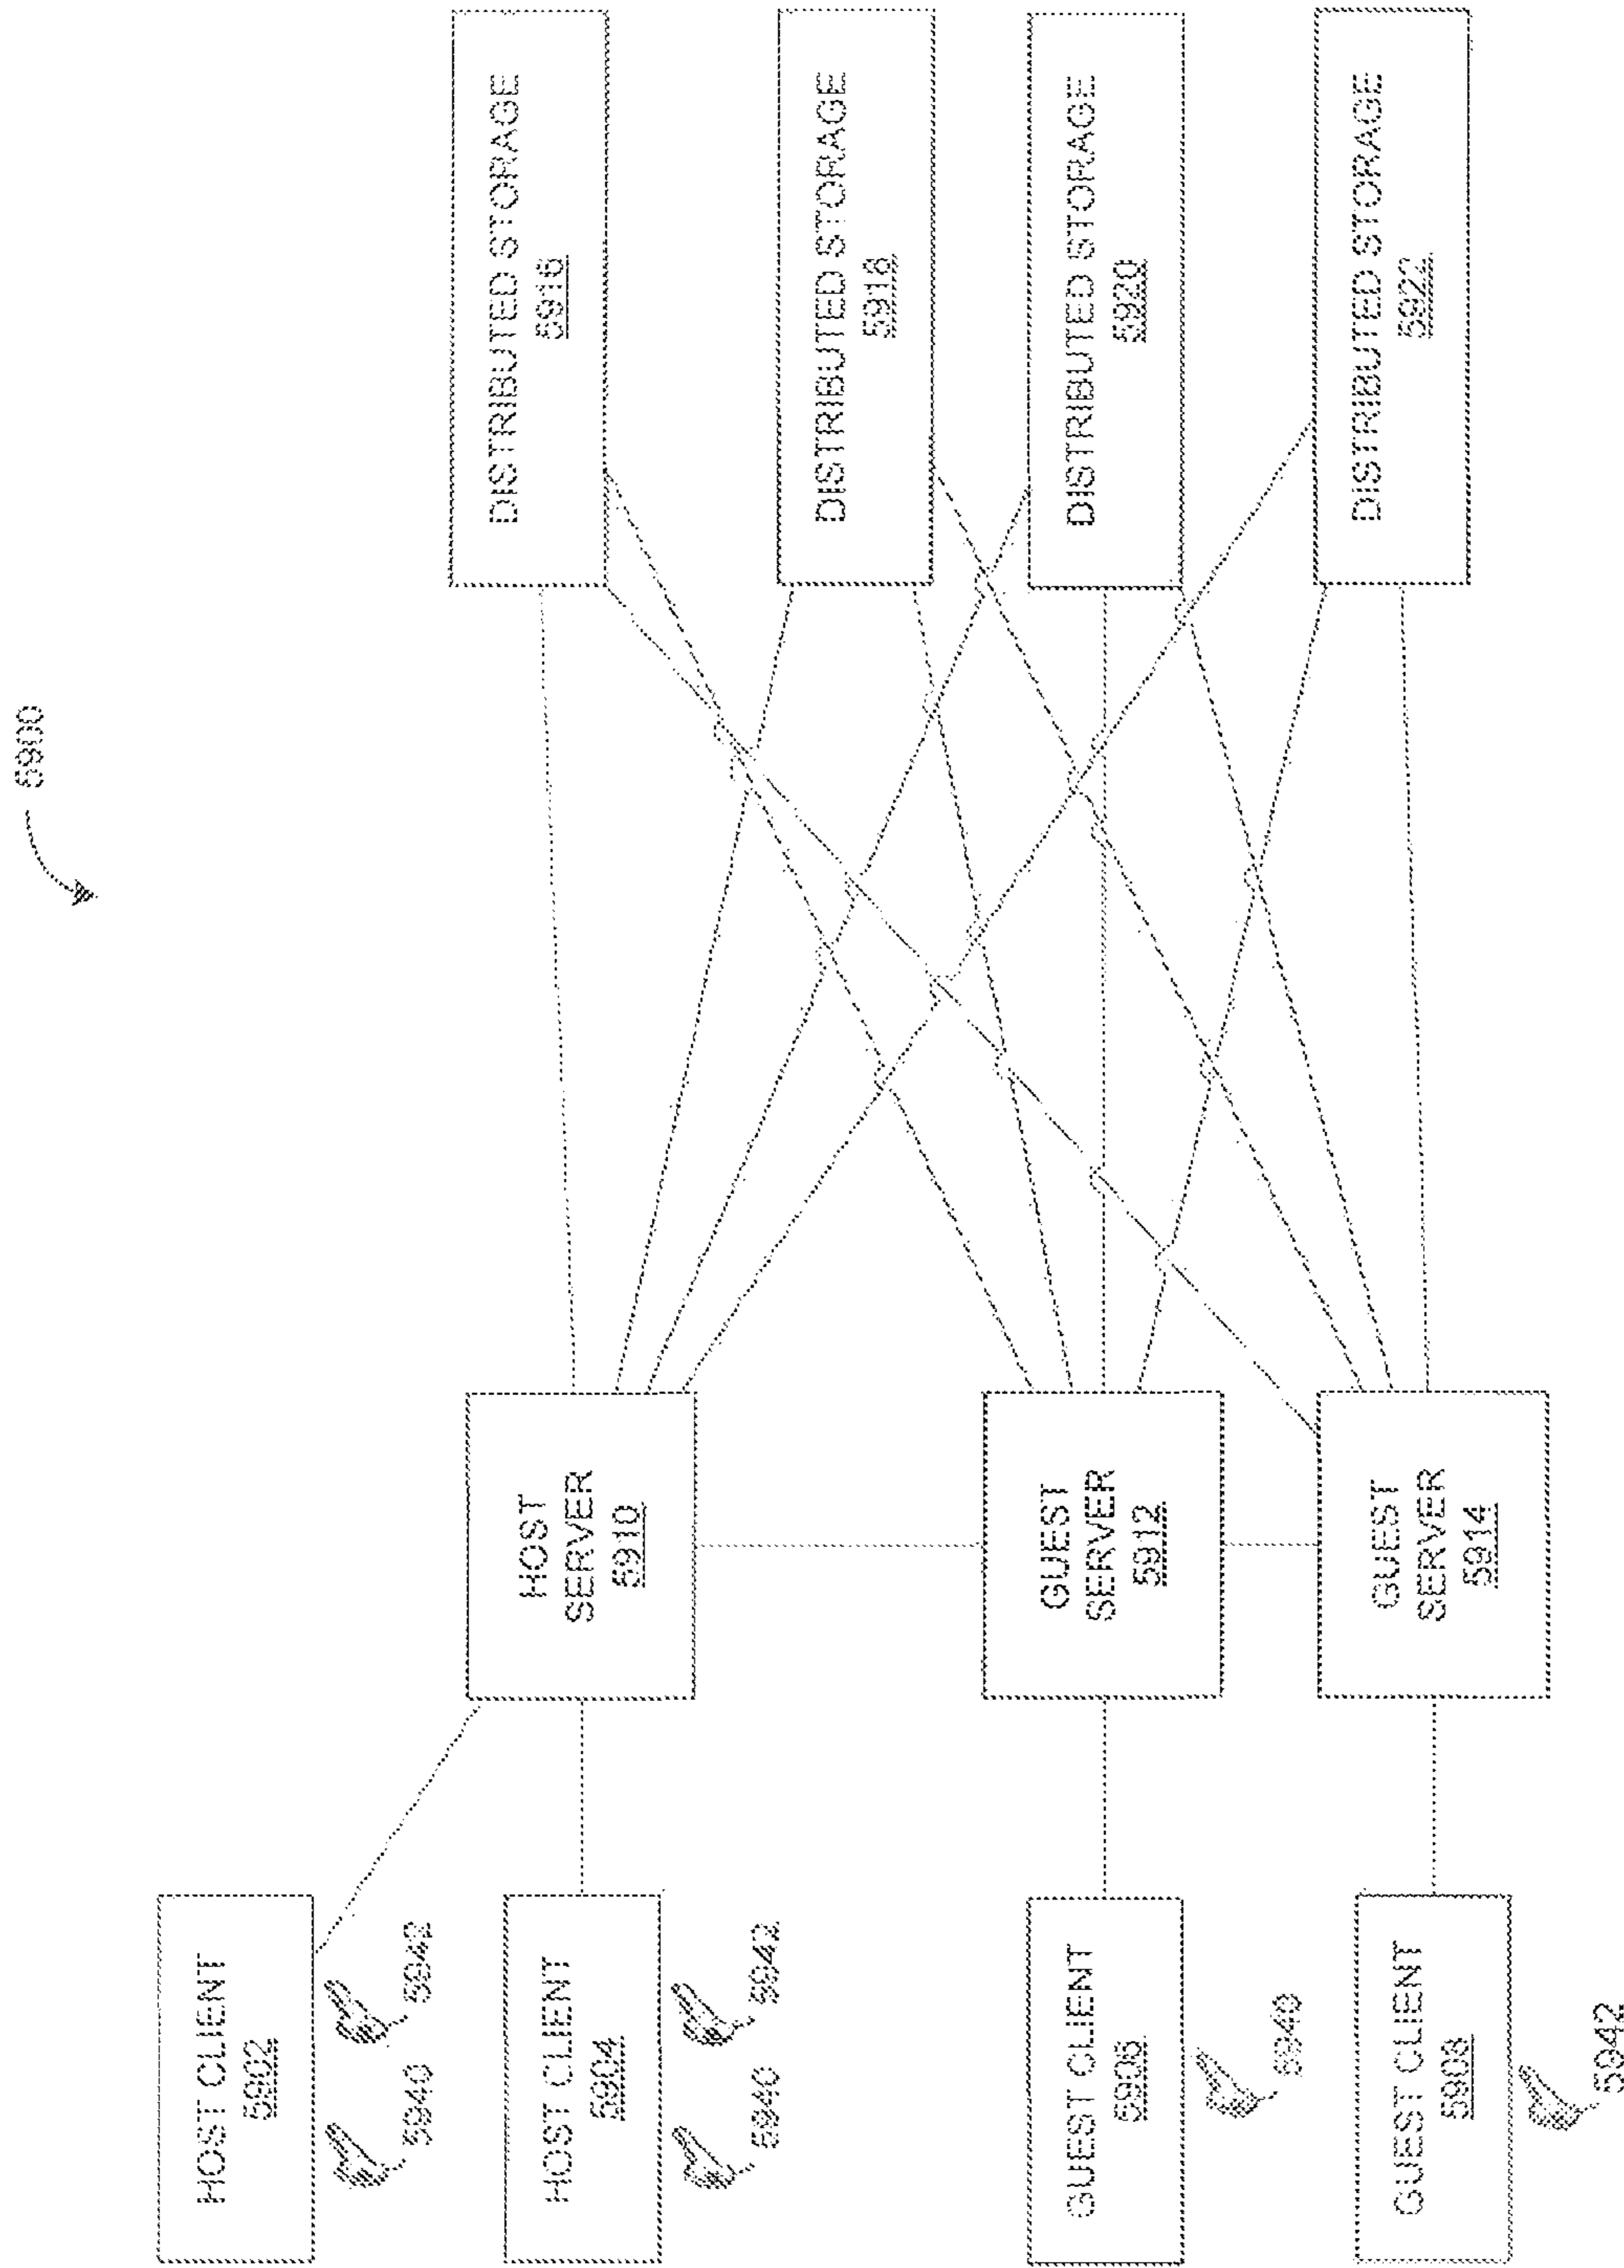 5900
HOST CLIENT
5902
5940
5942
HOST CLIENT
5904
5940
5942
GUEST CLIENT
5906
5940
GUEST CLIENT
5908
5942
HOST
SERVER
5910
GUEST
SERVER
5912
GUEST
SERVER
5914
DISTRIBUTED STORAGE
5916
DISTRIBUTED STORAGE
5918
DISTRIBUTED STORAGE
5920
DISTRIBUTED STORAGE
5922